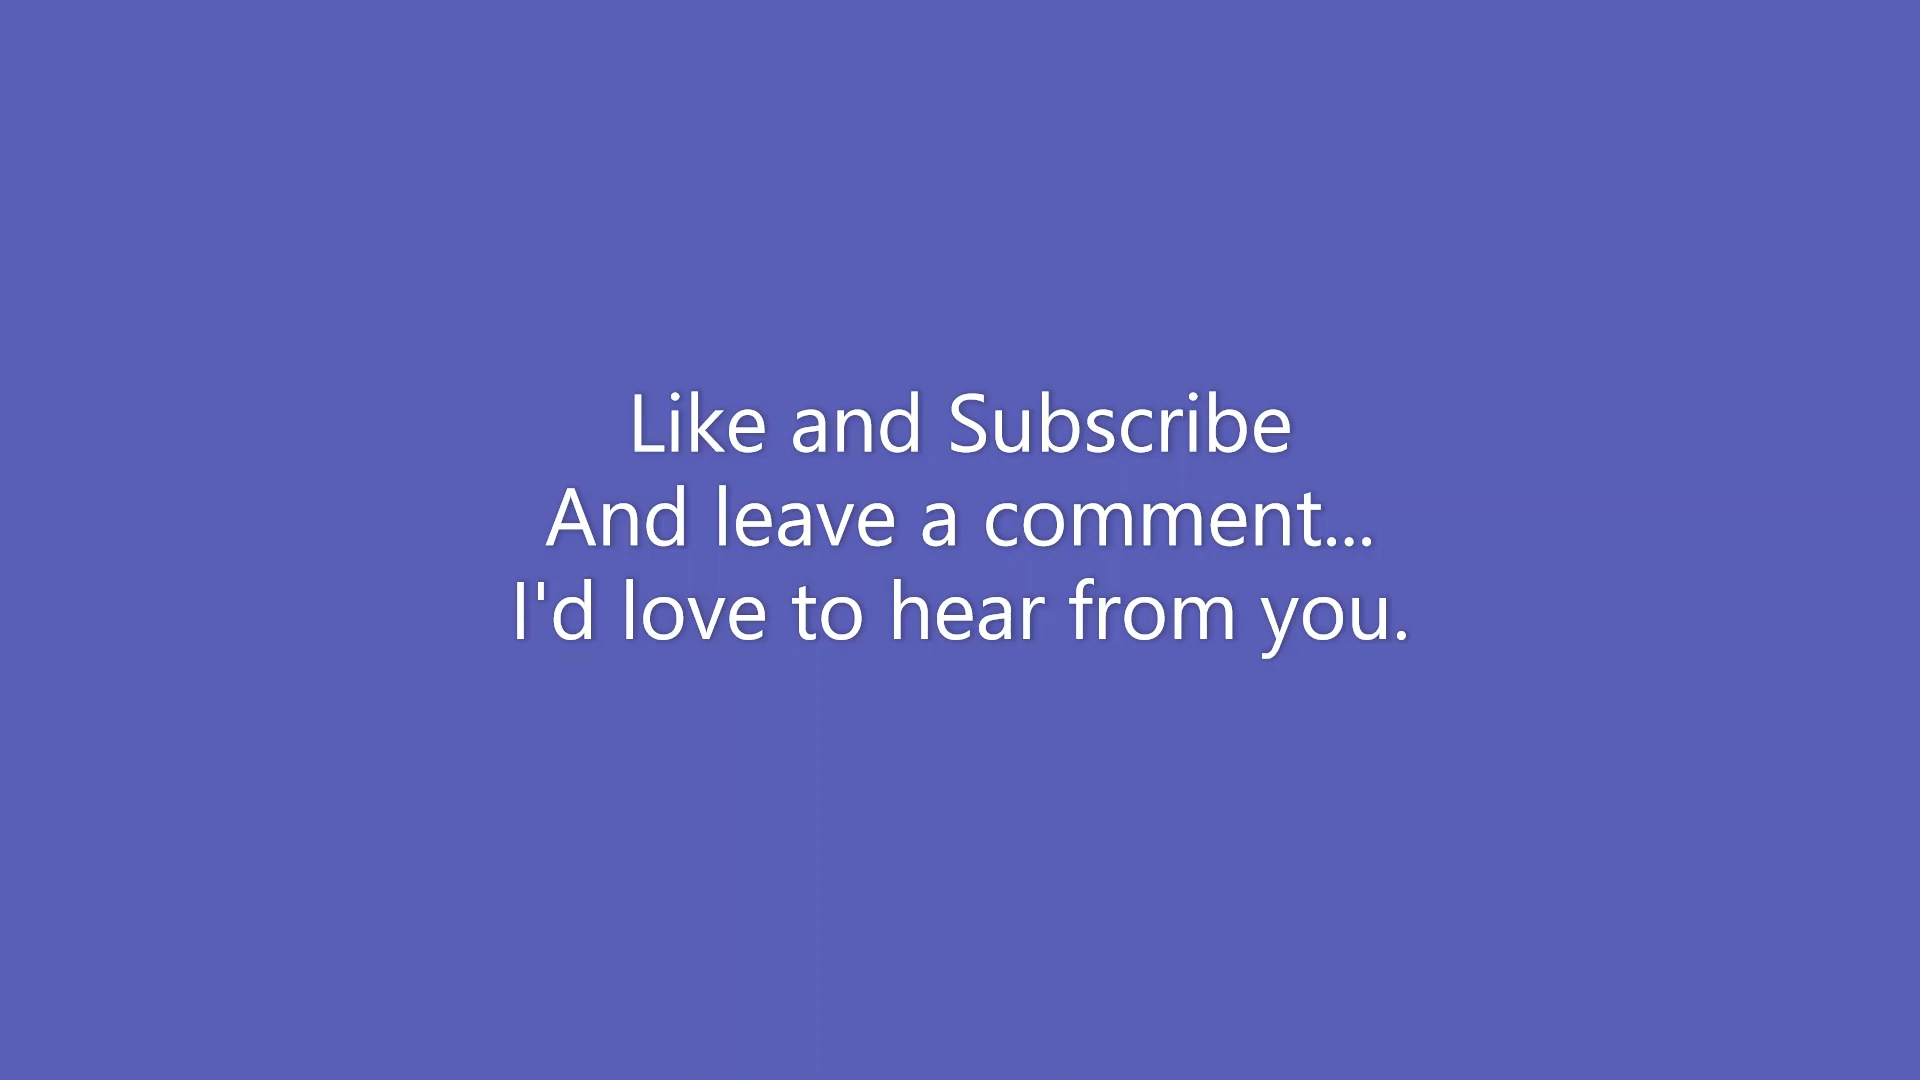 Like and Subscribe
And leave a comment...
I'd love to hear from you.